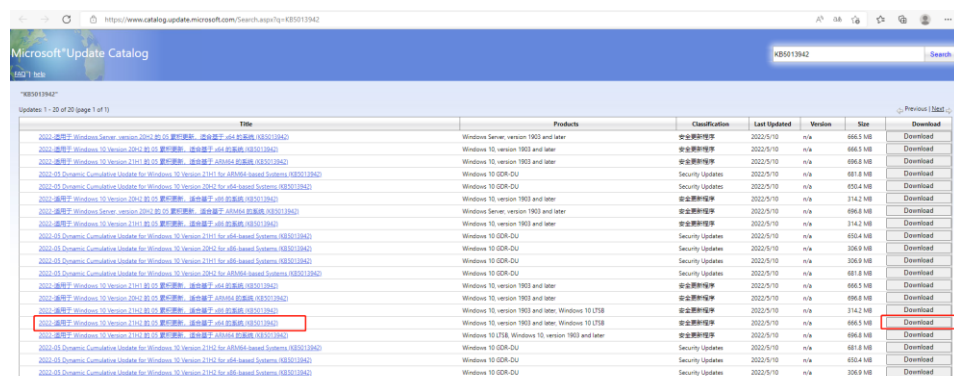 https://www.catalog.update.microsoft.com/Search.aspx?q=KB5013942
Microsoft®Update Catalog
KB5013942 Search
FAQ | help
"KB5013942"
Updates: 1 - 20 of 20 (page 1 of 1) Previous | Next
Title Products Classification Last Updated Version Size Download
2022-适用于 Windows Server, version 20H2 的 05 累积更新，适合基于 x64 的系统 (KB5013942) Windows Server, version 1903 and later 安全更新程序 2022/5/10 n/a 666.5 MB Download
2022-适用于 Windows 10 Version 20H2 的 05 累积更新，适合基于 x64 的系统 (KB5013942) Windows 10, version 1903 and later 安全更新程序 2022/5/10 n/a 666.5 MB Download
2022-适用于 Windows 10 Version 21H1 的 05 累积更新，适合基于 ARM64 的系统 (KB5013942) Windows 10, version 1903 and later 安全更新程序 2022/5/10 n/a 696.8 MB Download
2022-05 Dynamic Cumulative Update for Windows 10 Version 21H1 for ARM64-based Systems (KB5013942) Windows 10 GDR-DU Security Updates 2022/5/10 n/a 681.8 MB Download
2022-05 Dynamic Cumulative Update for Windows 10 Version 20H2 for x64-based Systems (KB5013942) Windows 10 GDR-DU Security Updates 2022/5/10 n/a 650.4 MB Download
2022-适用于 Windows 10 Version 20H2 的 05 累积更新，适合基于 x86 的系统 (KB5013942) Windows 10, version 1903 and later 安全更新程序 2022/5/10 n/a 314.2 MB Download
2022-适用于 Windows Server, version 20H2 的 05 累积更新，适合基于 ARM64 的系统 (KB5013942) Windows Server, version 1903 and later 安全更新程序 2022/5/10 n/a 696.8 MB Download
2022-适用于 Windows 10 Version 21H1 的 05 累积更新，适合基于 x86 的系统 (KB5013942) Windows 10, version 1903 and later 安全更新程序 2022/5/10 n/a 314.2 MB Download
2022-05 Dynamic Cumulative Update for Windows 10 Version 21H1 for x64-based Systems (KB5013942) Windows 10 GDR-DU Security Updates 2022/5/10 n/a 650.4 MB Download
2022-05 Dynamic Cumulative Update for Windows 10 Version 20H2 for x86-based Systems (KB5013942) Windows 10 GDR-DU Security Updates 2022/5/10 n/a 306.9 MB Download
2022-05 Dynamic Cumulative Update for Windows 10 Version 21H1 for x86-based Systems (KB5013942) Windows 10 GDR-DU Security Updates 2022/5/10 n/a 306.9 MB Download
2022-05 Dynamic Cumulative Update for Windows 10 Version 20H2 for ARM64-based Systems (KB5013942) Windows 10 GDR-DU Security Updates 2022/5/10 n/a 681.8 MB Download
2022-适用于 Windows 10 Version 21H1 的 05 累积更新，适合基于 x64 的系统 (KB5013942) Windows 10, version 1903 and later 安全更新程序 2022/5/10 n/a 666.5 MB Download
2022-适用于 Windows 10 Version 20H2 的 05 累积更新，适合基于 ARM64 的系统 (KB5013942) Windows 10, version 1903 and later 安全更新程序 2022/5/10 n/a 696.8 MB Download
2022-适用于 Windows 10 Version 21H2 的 05 累积更新，适合基于 x86 的系统 (KB5013942) Windows 10, version 1903 and later, Windows 10 LTSB 安全更新程序 2022/5/10 n/a 314.2 MB Download
2022-适用于 Windows 10 Version 21H2 的 05 累积更新，适合基于 x64 的系统 (KB5013942) Windows 10, version 1903 and later, Windows 10 LTSB 安全更新程序 2022/5/10 n/a 666.5 MB Download
2022-适用于 Windows 10 Version 21H2 的 05 累积更新，适合基于 ARM64 的系统 (KB5013942) Windows 10 LTSB, Windows 10, version 1903 and later 安全更新程序 2022/5/10 n/a 696.8 MB Download
2022-05 Dynamic Cumulative Update for Windows 10 Version 21H2 for ARM64-based Systems (KB5013942) Windows 10 GDR-DU Security Updates 2022/5/10 n/a 681.8 MB Download
2022-05 Dynamic Cumulative Update for Windows 10 Version 21H2 for x64-based Systems (KB5013942) Windows 10 GDR-DU Security Updates 2022/5/10 n/a 650.4 MB Download
2022-05 Dynamic Cumulative Update for Windows 10 Version 21H2 for x86-based Systems (KB5013942) Windows 10 GDR-DU Security Updates 2022/5/10 n/a 306.9 MB Download